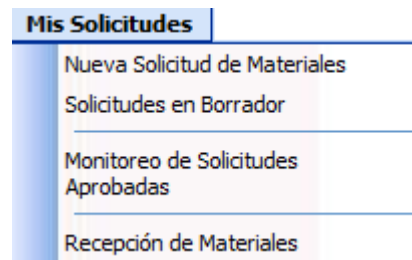 Mis Solicitudes
Nueva Solicitud de Materiales
Solicitudes en Borrador
Monitoreo de Solicitudes
Aprobadas
Recepción de Materiales